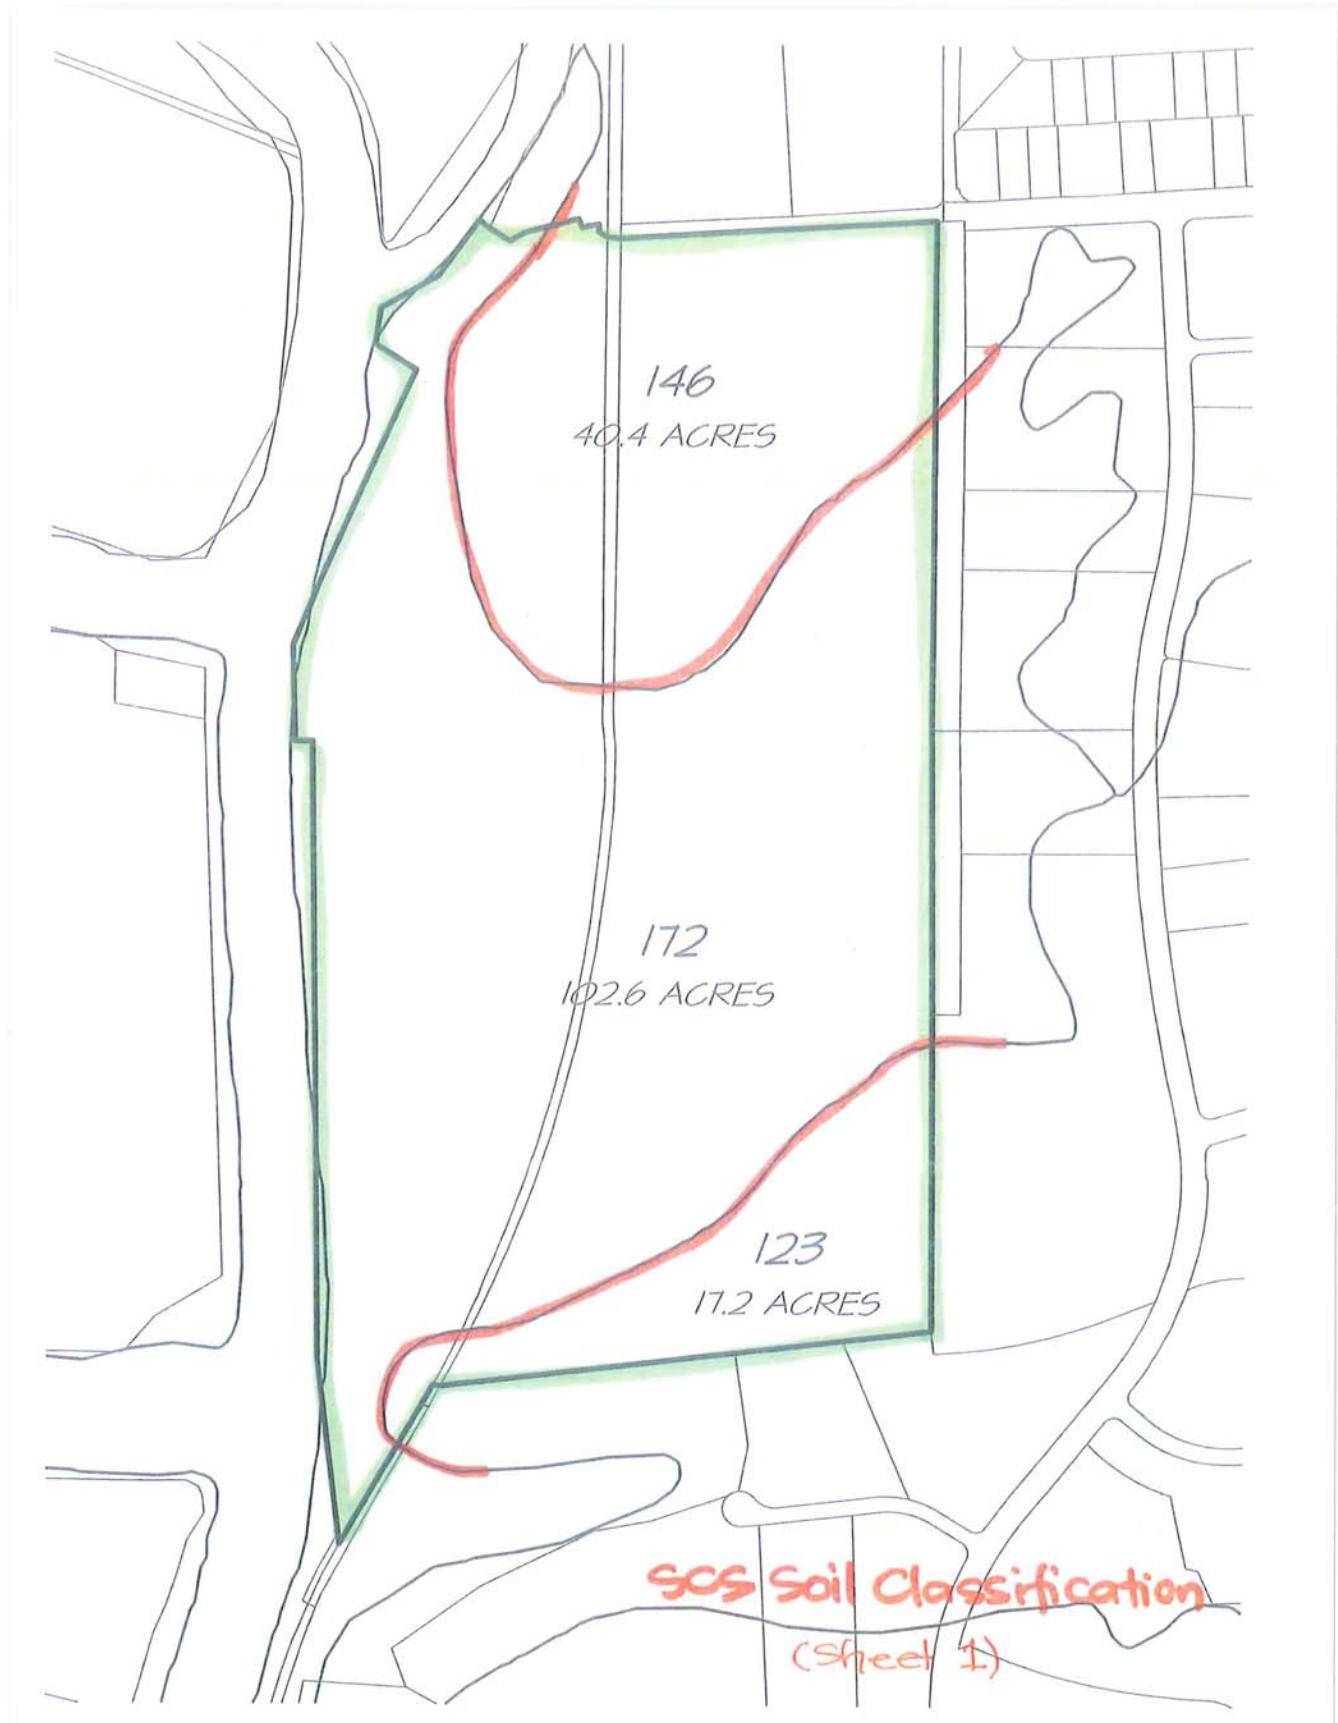 146
40.4 ACRES
172
102.6 ACRES
123
17.2 ACRES
SCS Soil Classification
(Sheet 1)